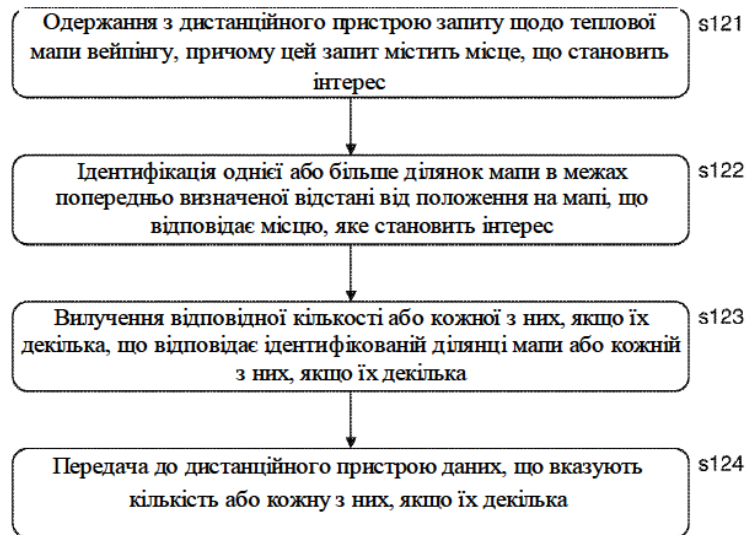 Одержання з дистанційного пристрою запиту щодо теплової
мапи вейпінгу, причому цей запит містить місце, що становить
інтерес
s121
Ідентифікація однієї або більше ділянок мапи в межах
попередньо визначеної відстані від положення на мапі, що
відповідає місцю, яке становить інтерес
s122
Вилучення відповідної кількості або кожної з них, якщо їх
декілька, що відповідає ідентифікованій ділянці мапи або кожній
з них, якщо їх декілька
s123
Передача до дистанційного пристрою даних, що вказують
кількість або кожну з них, якщо їх декілька
s124